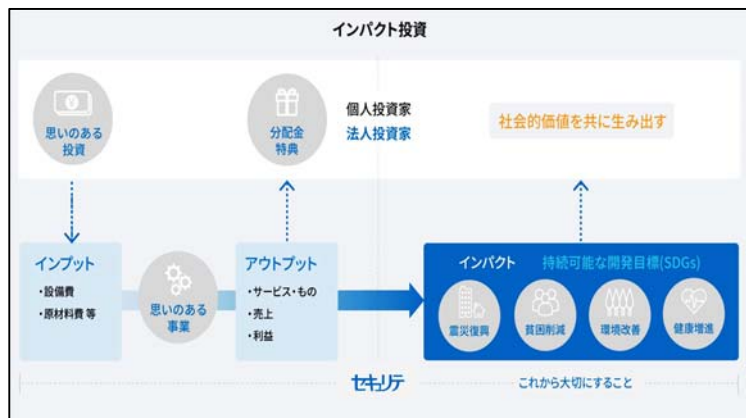 インパクト投資
思いのある
投資
分配金
特典
個人投資家
法人投資家
社会的価値を共に生み出す
インプット
・設備費
・原材料費 等
思いのある
事業
アウトプット
・サービス・もの
・売上
・利益
インパクト 持続可能な開発目標(SDGs)
震災復興
貧困削減
環境改善
健康増進
セキュリテ
これから大切にすること